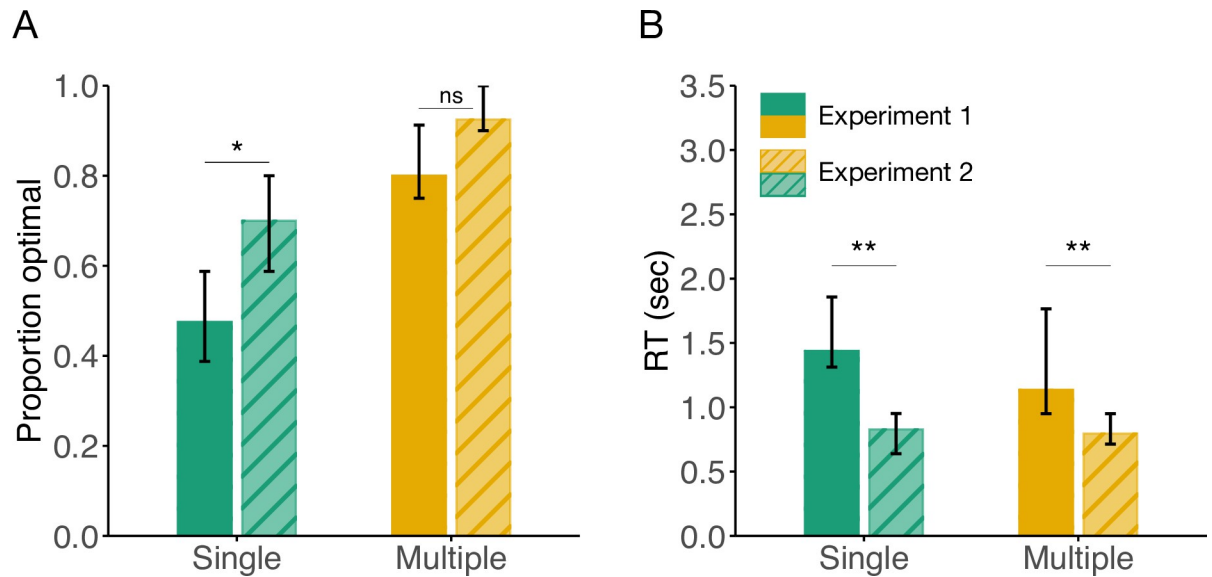 A
Proportion optimal
1.0
0.8
0.6
0.4
0.2
0.0
*
ns
Single
Multiple
B
RT (sec)
3.5
3.0
2.5
2.0
1.5
1.0
0.5
0.0
Experiment 1
Experiment 2
**
**
Single
Multiple